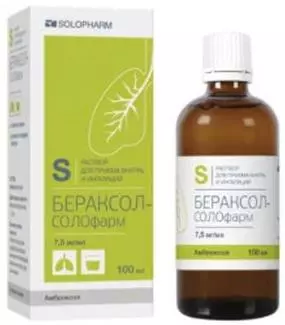 SOLOPHARM
S
РАСТВОР
ДЛЯ ПРИЕМА ВНУТРЬ
И ИНГАЛЯЦИЙ
БЕРАКСОЛ-
СОЛОфарм
7,5 мг/мл
100 мл
Амброксол
S
РАСТВОР
ДЛЯ ПРИЕМА ВНУТРЬ
И ИНГАЛЯЦИЙ
БЕРАКСОЛ-
СОЛОфарм
7,5 мг/мл
Амброксол
100 мл